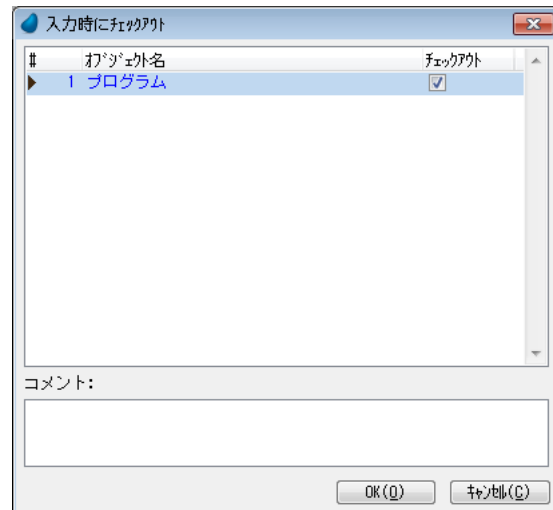 入力時にﾁｪｯｸｱｳﾄ
# ｵﾌﾞｼﾞｪｸﾄ名 ﾁｪｯｸｱｳﾄ
1 プログラム
コメント:
OK(O) ｷｬﾝｾﾙ(C)